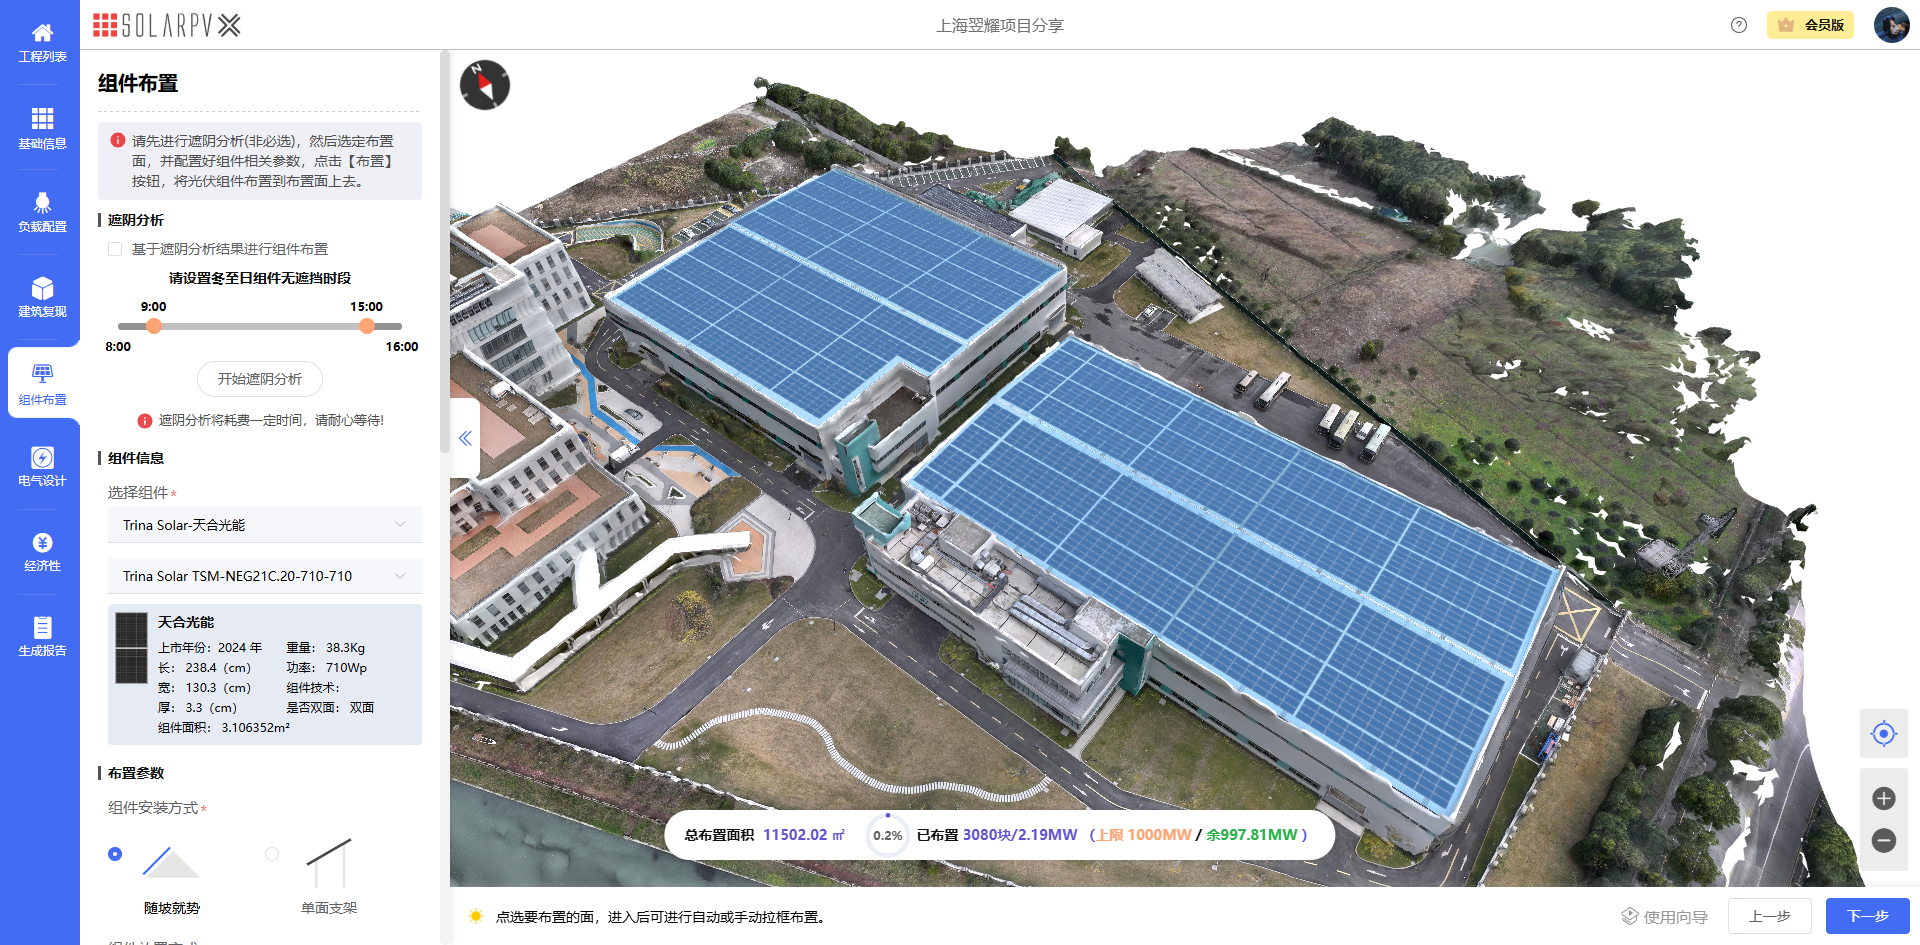 工程列表
基础信息
负载配置
建筑复现
组件布置
电气设计
经济性
生成报告
SOLARPV
上海翌耀项目分享
会员版
组件布置
请先进行遮阴分析(非必选)，然后选定布置
面，并配置好组件相关参数，点击【布置】
按钮，将光伏组件布置到布置面上去。
遮阴分析
基于遮阴分析结果进行组件布置
请设置冬至日组件无遮挡时段
9:00
15:00
8:00
16:00
开始遮阴分析
遮阴分析将耗费一定时间，请耐心等待!
组件信息
选择组件*
Trina Solar-天合光能
Trina Solar TSM-NEG21C.20-710-710
天合光能
上市年份：2024 年 重量： 38.3Kg
长： 238.4（cm） 功率： 710Wp
宽： 130.3（cm） 组件技术：
厚： 3.3（cm） 是否双面： 双面
组件面积： 3.106352m²
布置参数
组件安装方式*
随坡就势
单面支架
N
总布置面积 11502.02 ㎡ 0.2% 已布置 3080块/2.19MW （上限 1000MW / 余997.81MW ）
点选要布置的面，进入后可进行自动或手动拉框布置。
使用向导
上一步
下一步